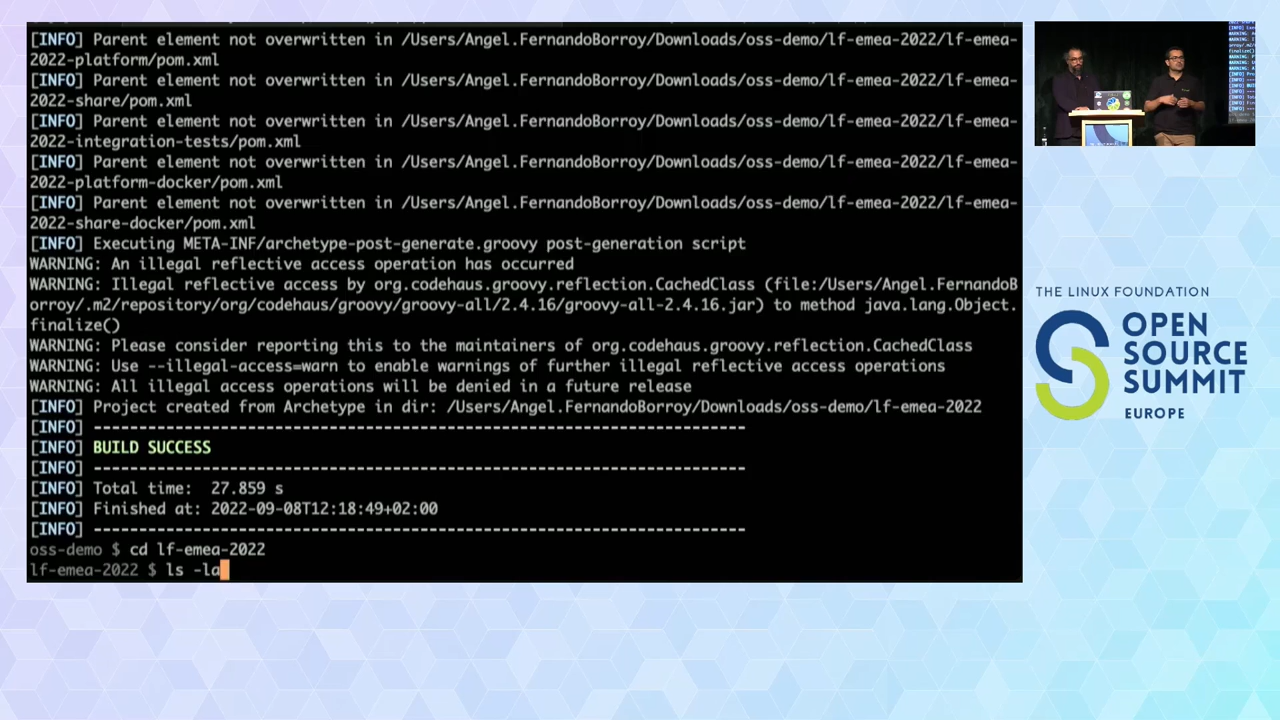 [INFO] Parent element not overwritten in /Users/Angel.FernandoBorroy/Downloads/oss-demo/lf-emea-2022/lf-emea-
2022-platform/pom.xml
[INFO] Parent element not overwritten in /Users/Angel.FernandoBorroy/Downloads/oss-demo/lf-emea-2022/lf-emea-
2022-share/pom.xml
[INFO] Parent element not overwritten in /Users/Angel.FernandoBorroy/Downloads/oss-demo/lf-emea-2022/lf-emea-
2022-integration-tests/pom.xml
[INFO] Parent element not overwritten in /Users/Angel.FernandoBorroy/Downloads/oss-demo/lf-emea-2022/lf-emea-
2022-platform-docker/pom.xml
[INFO] Parent element not overwritten in /Users/Angel.FernandoBorroy/Downloads/oss-demo/lf-emea-2022/lf-emea-
2022-share-docker/pom.xml
[INFO] Executing META-INF/archetype-post-generate.groovy post-generation script
WARNING: An illegal reflective access operation has occurred
WARNING: Illegal reflective access by org.codehaus.groovy.reflection.CachedClass (file:/Users/Angel.FernandoB
orroy/.m2/repository/org/codehaus/groovy/groovy-all/2.4.16/groovy-all-2.4.16.jar) to method java.lang.Object.
finalize()
WARNING: Please consider reporting this to the maintainers of org.codehaus.groovy.reflection.CachedClass
WARNING: Use --illegal-access=warn to enable warnings of further illegal reflective access operations
WARNING: All illegal access operations will be denied in a future release
[INFO] Project created from Archetype in dir: /Users/Angel.FernandoBorroy/Downloads/oss-demo/lf-emea-2022
[INFO] ------------------------------------------------------------------------
[INFO] BUILD SUCCESS
[INFO] ------------------------------------------------------------------------
[INFO] Total time:  27.859 s
[INFO] Finished at: 2022-09-08T12:18:49+02:00
[INFO] ------------------------------------------------------------------------
oss-demo $ cd lf-emea-2022
lf-emea-2022 $ ls -la
THE LINUX FOUNDATION
OPEN
SOURCE
SUMMIT
EUROPE